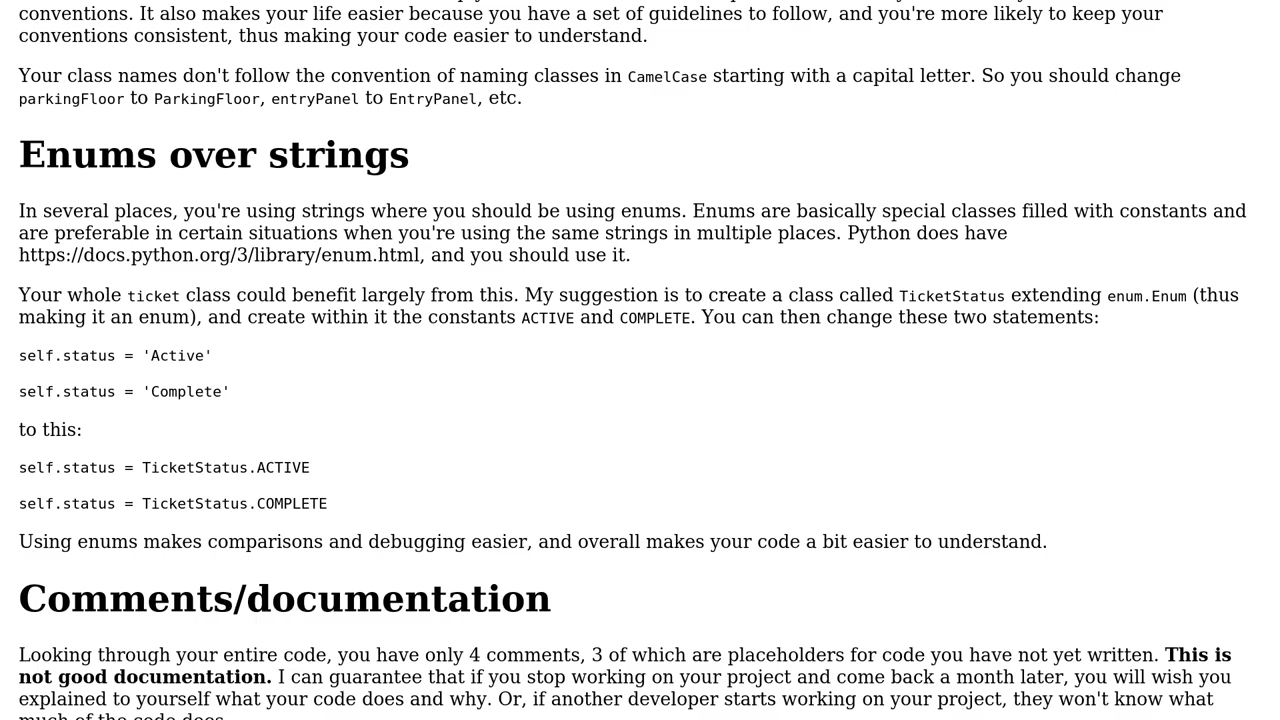 conventions. It also makes your life easier because you have a set of guidelines to follow, and you're more likely to keep your
conventions consistent, thus making your code easier to understand.
Your class names don't follow the convention of naming classes in CamelCase starting with a capital letter. So you should change
parkingFloor to ParkingFloor, entryPanel to EntryPanel, etc.
Enums over strings
In several places, you're using strings where you should be using enums. Enums are basically special classes filled with constants and
are preferable in certain situations when you're using the same strings in multiple places. Python does have
https://docs.python.org/3/library/enum.html, and you should use it.
Your whole ticket class could benefit largely from this. My suggestion is to create a class called TicketStatus extending enum.Enum (thus
making it an enum), and create within it the constants ACTIVE and COMPLETE. You can then change these two statements:
self.status = 'Active'
self.status = 'Complete'
to this:
self.status = TicketStatus.ACTIVE
self.status = TicketStatus.COMPLETE
Using enums makes comparisons and debugging easier, and overall makes your code a bit easier to understand.
Comments/documentation
Looking through your entire code, you have only 4 comments, 3 of which are placeholders for code you have not yet written. This is
not good documentation. I can guarantee that if you stop working on your project and come back a month later, you will wish you
explained to yourself what your code does and why. Or, if another developer starts working on your project, they won't know what
much of the code does.